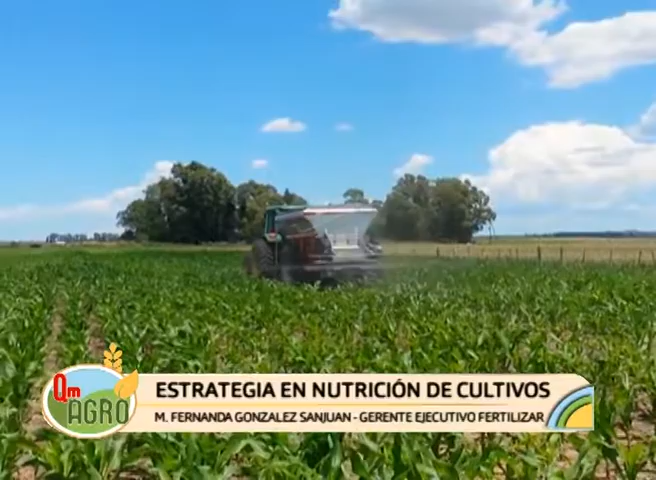 Qm
AGRO
ESTRATEGIA EN NUTRICIÓN DE CULTIVOS
M. FERNANDA GONZALEZ SANJUAN - GERENTE EJECUTIVO FERTILIZAR